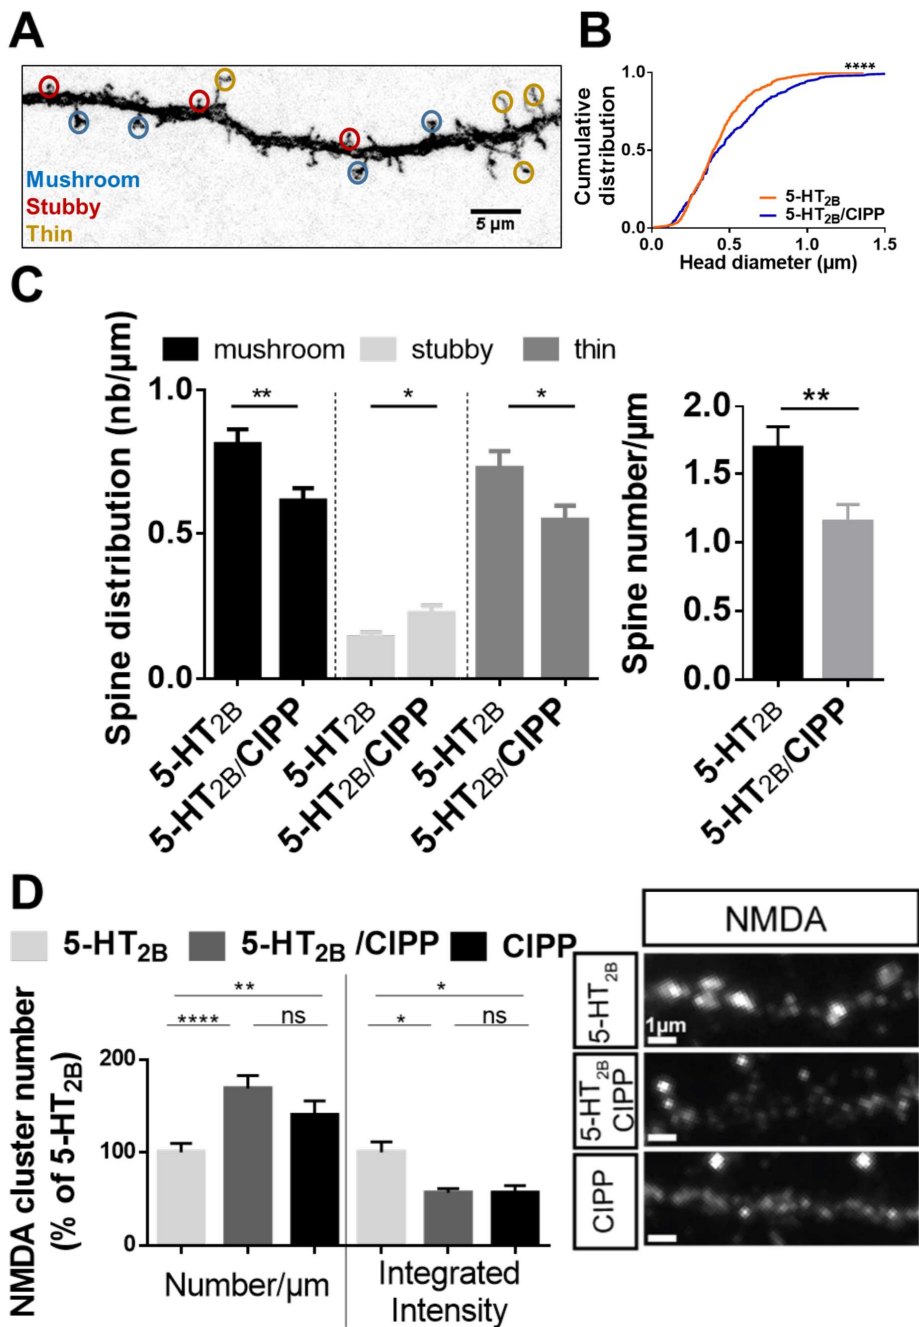 A
Mushroom
Stubby
Thin
5 µm
B
Cumulative distribution
1.0
0.5
0.0
****
5-HT2B
5-HT2B/CIPP
0.0 0.5 1.0 1.5
Head diameter (µm)
C
mushroom stubby thin
Spine distribution (nb/µm)
1.0
0.5
0.0
** * *
5-HT2B 5-HT2B/CIPP 5-HT2B 5-HT2B/CIPP 5-HT2B 5-HT2B/CIPP
Spine number/µm
2.0
1.5
1.0
0.5
0.0
**
5-HT2B 5-HT2B/CIPP
D
5-HT2B 5-HT2B /CIPP CIPP
NMDA cluster number
(% of 5-HT2B)
200
100
0
** *
**** ns * ns
Number/µm
Integrated
Intensity
NMDA
5-HT2B
1µm
5-HT2B
CIPP
CIPP